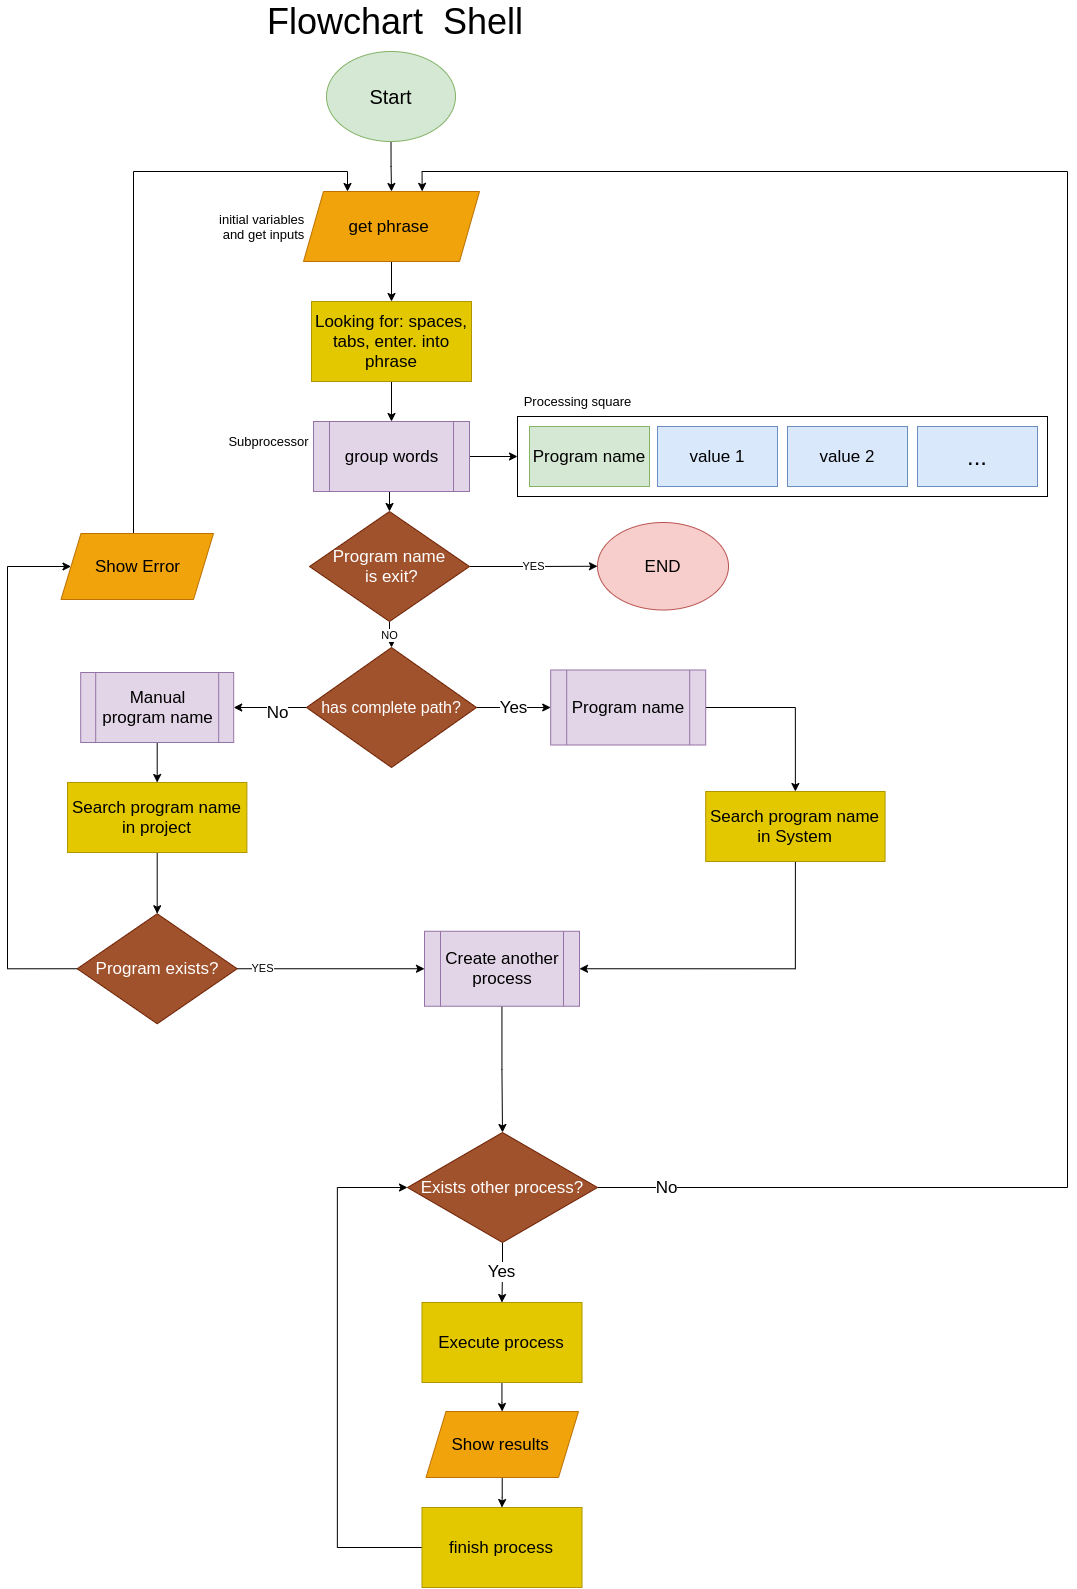 Flowchart  Shell
Start
initial variables
and get inputs
get phrase
Looking for: spaces,
tabs, enter. into
phrase
Processing square
Subprocessor
group words
Program name
value 1
value 2
...
Program name
is exit?
YES
END
Show Error
NO
Manual
program name
No
has complete path?
Yes
Program name
Search program name
in project
Search program name
in System
Program exists?
YES
Create another
process
Exists other process?
No
Yes
Execute process
Show results
finish process